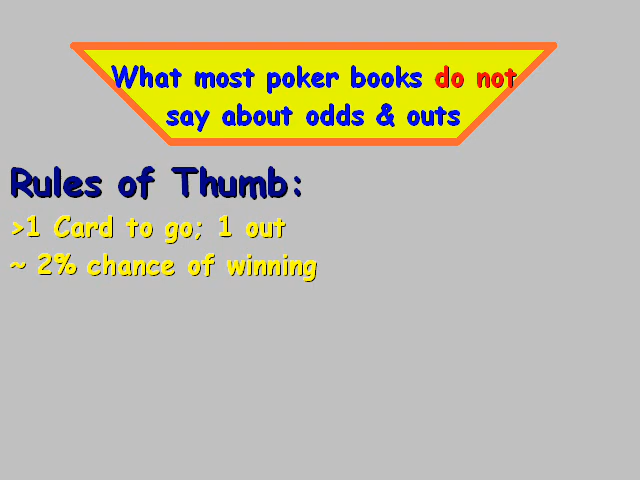 What most poker books do not
say about odds & outs
Rules of Thumb:
>1 Card to go; 1 out
~ 2% chance of winning